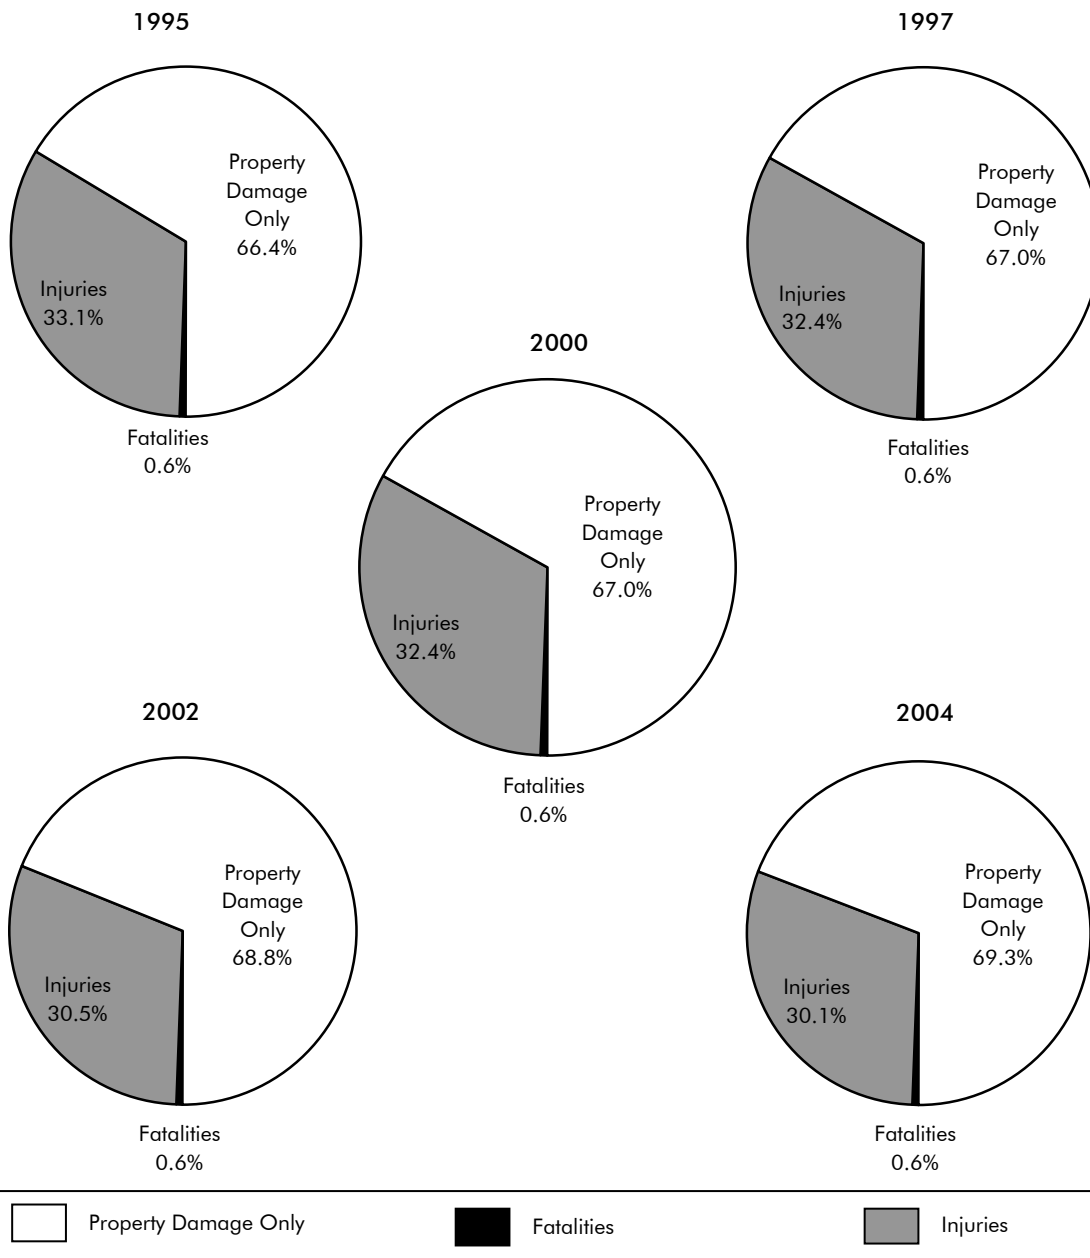 1995
Property
Damage
Only
66.4%
Injuries
33.1%
Fatalities
0.6%
1997
Property
Damage
Only
67.0%
Injuries
32.4%
Fatalities
0.6%
2000
Property
Damage
Only
67.0%
Injuries
32.4%
Fatalities
0.6%
2002
Property
Damage
Only
68.8%
Injuries
30.5%
Fatalities
0.6%
2004
Property
Damage
Only
69.3%
Injuries
30.1%
Fatalities
0.6%
Property Damage Only
Fatalities
Injuries